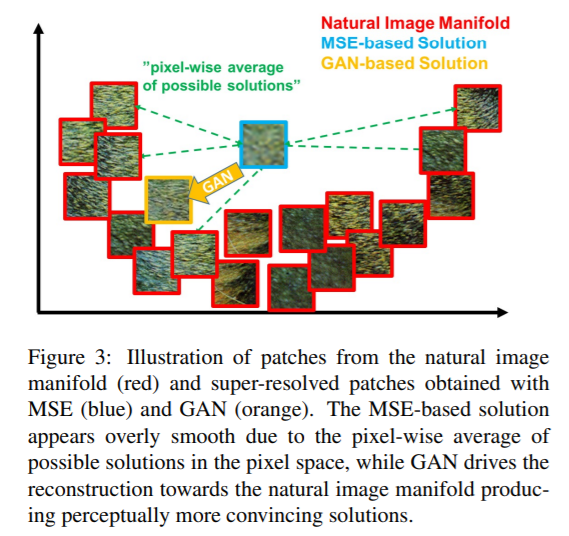 Natural Image Manifold
MSE-based Solution
GAN-based Solution
"pixel-wise average
of possible solutions"
GAN
Figure 3: Illustration of patches from the natural image
manifold (red) and super-resolved patches obtained with
MSE (blue) and GAN (orange). The MSE-based solution
appears overly smooth due to the pixel-wise average of
possible solutions in the pixel space, while GAN drives the
reconstruction towards the natural image manifold produc-
ing perceptually more convincing solutions.